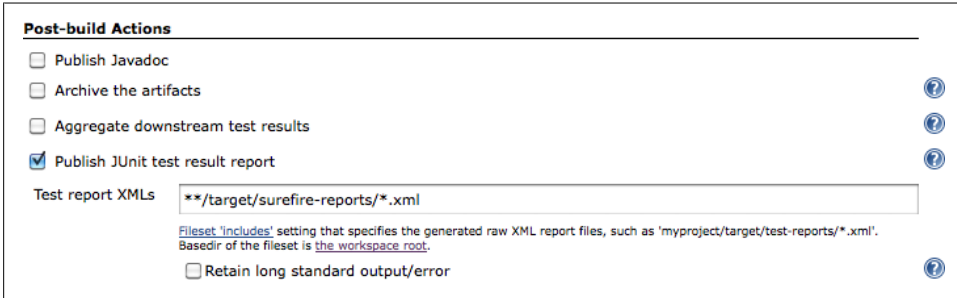 Post-build Actions
Publish Javadoc
Archive the artifacts
Aggregate downstream test results
Publish JUnit test result report
Test report XMLs **/target/surefire-reports/*.xml
Fileset 'includes' setting that specifies the generated raw XML report files, such as 'myproject/target/test-reports/*.xml'.
Basedir of the fileset is the workspace root.
Retain long standard output/error